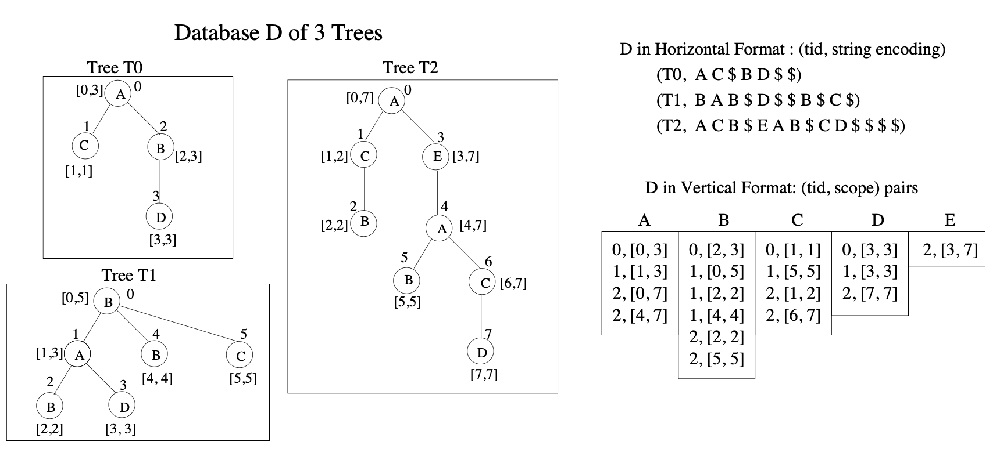 Database D of 3 Trees
Tree T0
[0,3] A 0
1 2
C B
[2,3]
[1,1]
3
D
[3,3]
Tree T1
[0,5] B 0
1 4 5
[1,3] A B C
2 3 [4, 4] [5,5]
B D
[2,2] [3, 3]
Tree T2
[0,7] A 0
1 3
[1,2] C E [3,7]
2 4
[2,2] B A [4,7]
5 6
B C [6,7]
[5,5]
7
D
[7,7]
D in Horizontal Format : (tid, string encoding)
(T0, A C $ B D $ $)
(T1, B A B $ D $ $ B $ C $)
(T2, A C B $ E A B $ C D $ $ $ $)
D in Vertical Format: (tid, scope) pairs
A B C D E
0, [0, 3] 0, [2, 3] 0, [1, 1] 0, [3, 3] 2, [3, 7]
1, [1, 3] 1, [0, 5] 1, [5, 5] 1, [3, 3]
2, [0, 7] 1, [2, 2] 2, [1, 2] 2, [7, 7]
2, [4, 7] 1, [4, 4] 2, [6, 7]
2, [2, 2]
2, [5, 5]